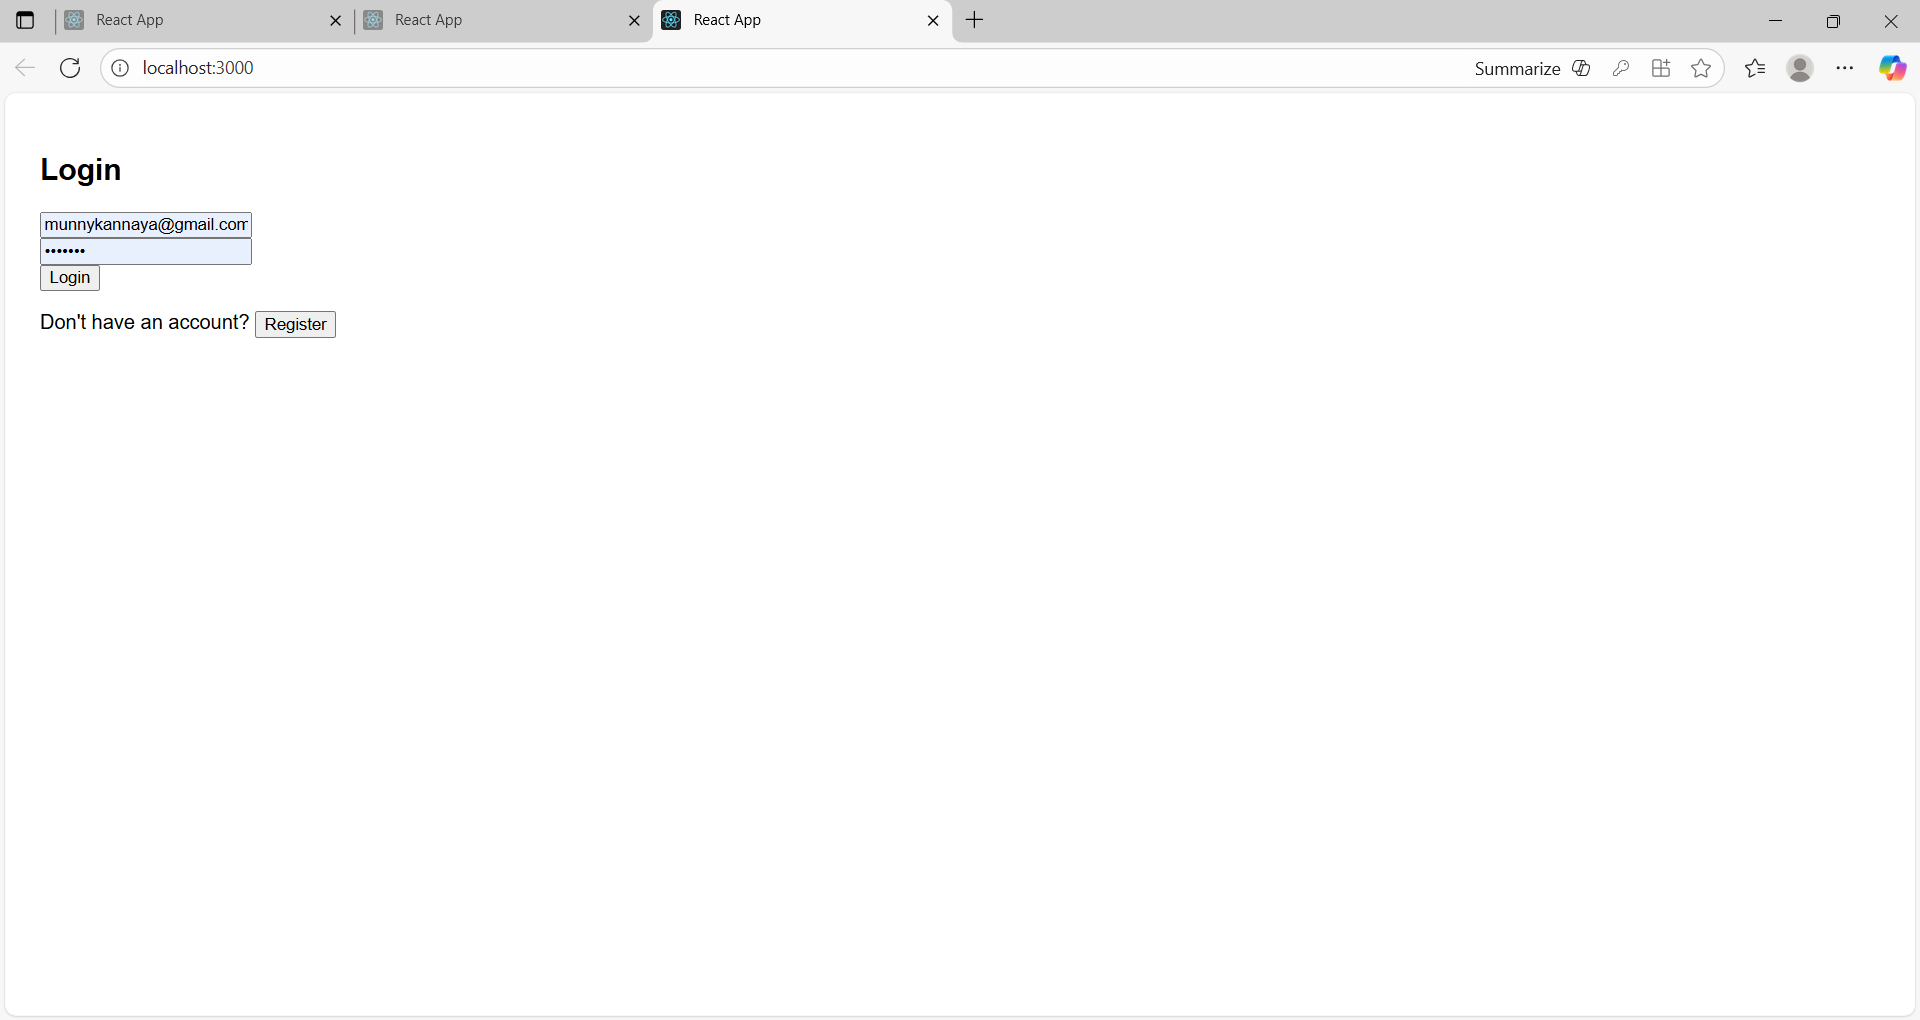 React App
React App
React App
localhost:3000
Summarize
Login
munnykannaya@gmail.com
•••••••
Login
Don't have an account? Register